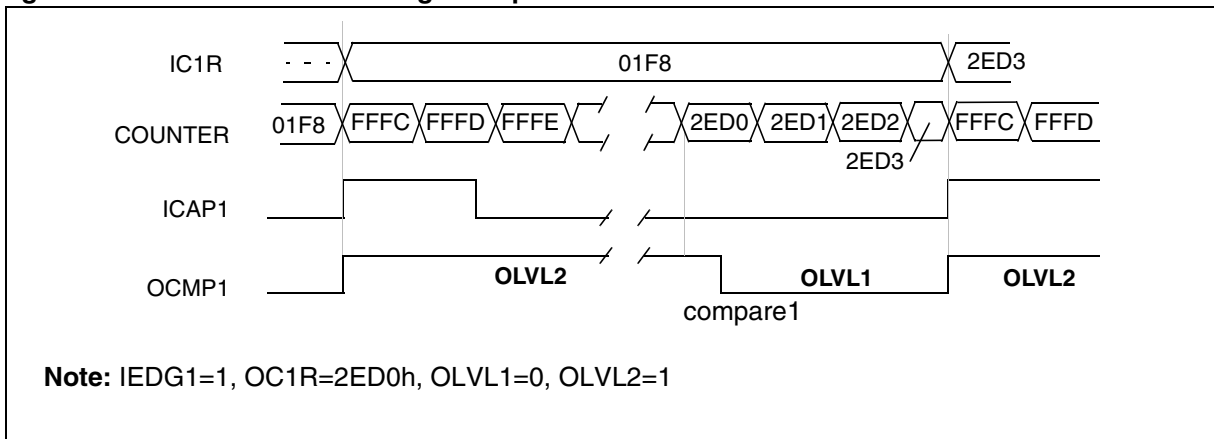 IC1R - - - 01F8 2ED3
COUNTER 01F8 FFFC FFFD FFFE 2ED0 2ED1 2ED2 FFFC FFFD
2ED3
ICAP1
OCMP1 OLVL2 OLVL1 OLVL2
compare1
Note: IEDG1=1, OC1R=2ED0h, OLVL1=0, OLVL2=1